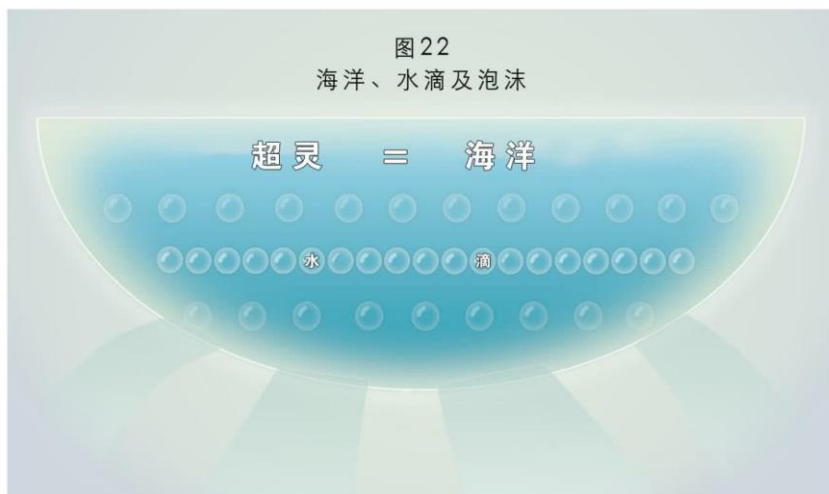 图22
海洋、水滴及泡沫
超灵 = 海洋
水 滴